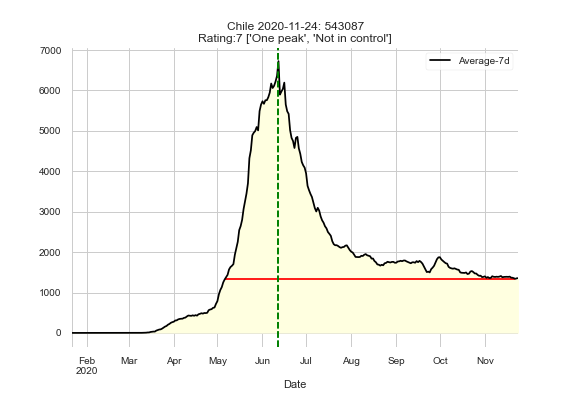 Chile 2020-11-24: 543087
Rating:7 ['One peak', 'Not in control']
Average-7d
7000
6000
5000
4000
3000
2000
1000
0
Feb Mar Apr May Jun Jul Aug Sep Oct Nov
2020
Date